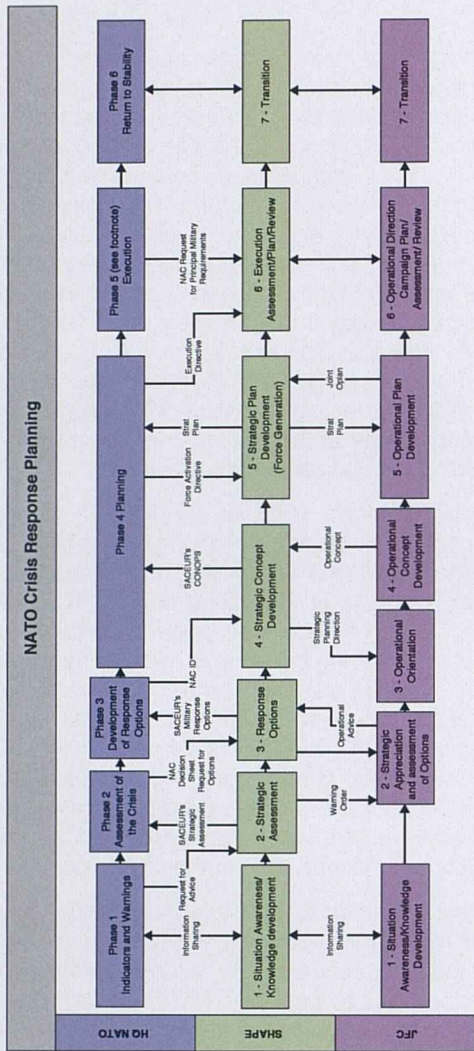 NATO Crisis Response Planning
HQ NATO
Phase 1
Indicators and Warnings
Phase 2
Assessment of
the Crisis
Phase 3
Development
of Response
Options
Phase 4 Planning
Phase 5 (see footnote)
Execution
Phase 6
Return to Stability
Information
Sharing
Request for
Advice
SACEUR's
Strategic
Assessment
NAC
Decision
Sheet
Request for
Options
SACEUR's
Military
Response
Options
NAC ID
SACEUR's
CONOPS
Force Activation
Directive
Strat
Plan
Execution
Directive
NAC Request
for Principal Military
Requirements
SHAPE
1 - Situation Awareness/
Knowledge development
2 - Strategic
Assessment
3 - Response
Options
4 - Strategic Concept
Development
5 - Strategic Plan
Development
(Force Generation)
6 - Execution
Assessment/Plan/Review
7 - Transition
Information
Sharing
Warning
Order
Operational
Advice
Strategic
Planning
Direction
Operational
Concept
Strat
Plan
Joint
Oplan
JFC
1 - Situation
Awareness/Knowledge
Development
2 - Strategic
Appreciation
and assessment
of Options
3 - Operational
Orientation
4 - Operational
Concept
Development
5 - Operational Plan
Development
6 - Operational Direction
Campaign Plan/
Assessment/ Review
7 - Transition